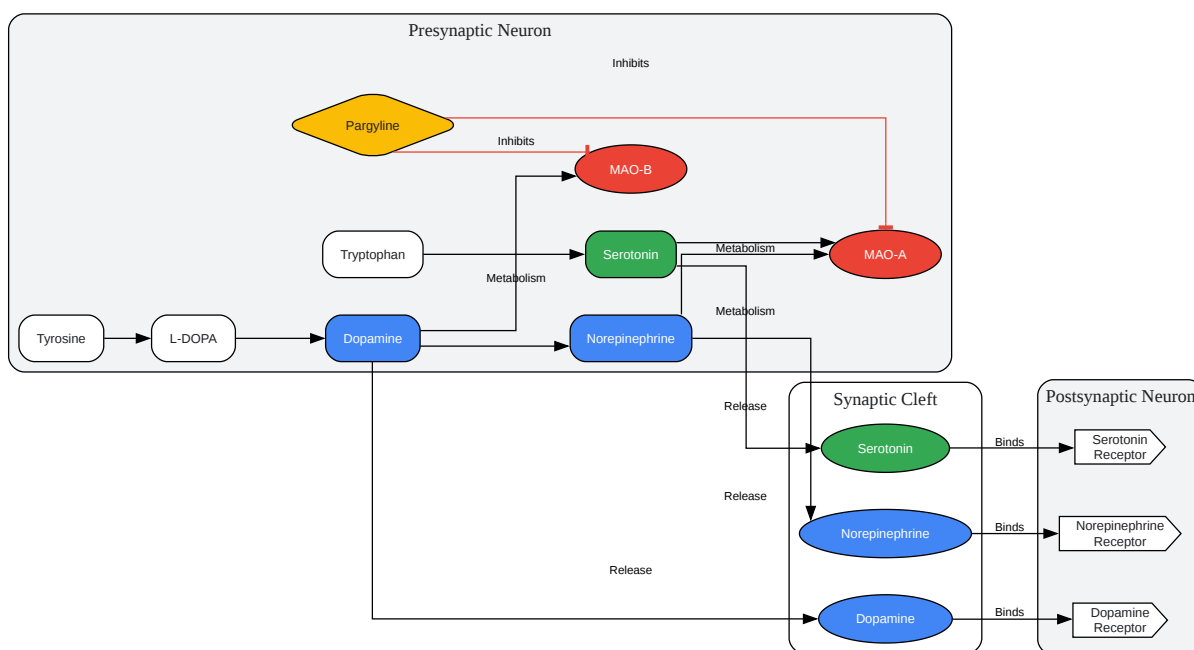 Presynaptic Neuron
Inhibits
Pargyline
Inhibits
MAO-B
Tryptophan
Serotonin
Metabolism
MAO-A
Metabolism
Metabolism
Tyrosine
L-DOPA
Dopamine
Norepinephrine
Release
Synaptic Cleft
Postsynaptic Neuron
Serotonin
Binds
Serotonin
Receptor
Release
Norepinephrine
Binds
Norepinephrine
Receptor
Release
Dopamine
Binds
Dopamine
Receptor